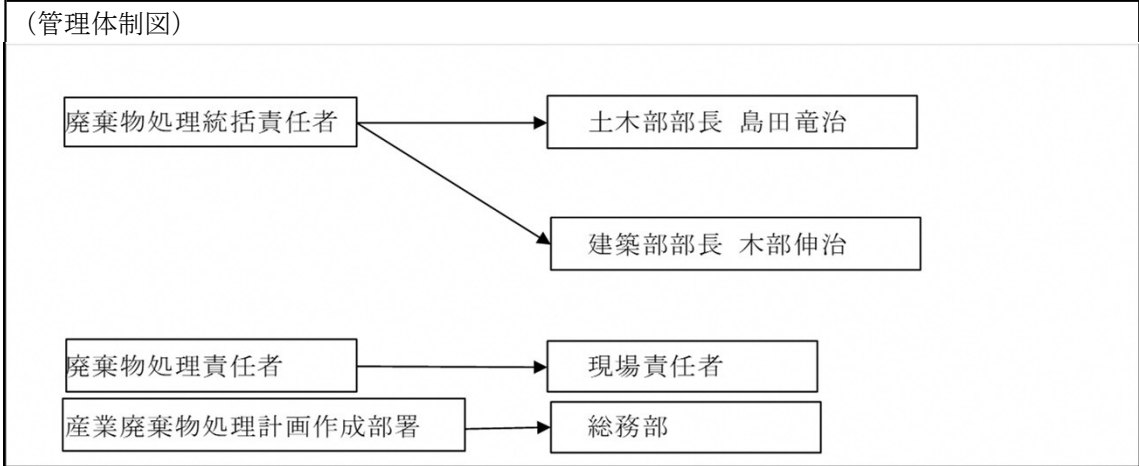 （管理体制図）
廃棄物処理統括責任者
土木部部長 島田竜治
建築部部長 木部伸治
廃棄物処理責任者
現場責任者
産業廃棄物処理計画作成部署
総務部